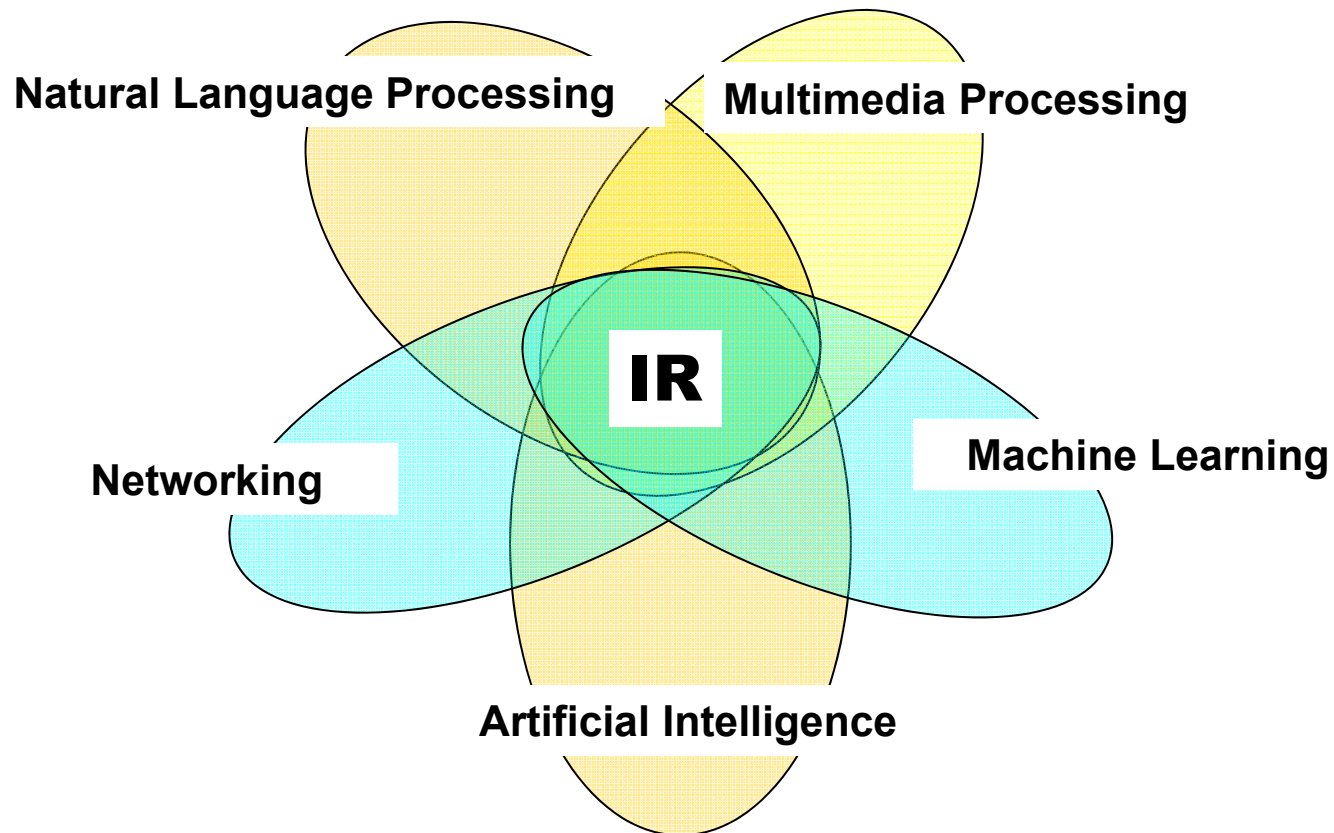 Natural Language Processing
Multimedia Processing
IR
Networking
Machine Learning
Artificial Intelligence